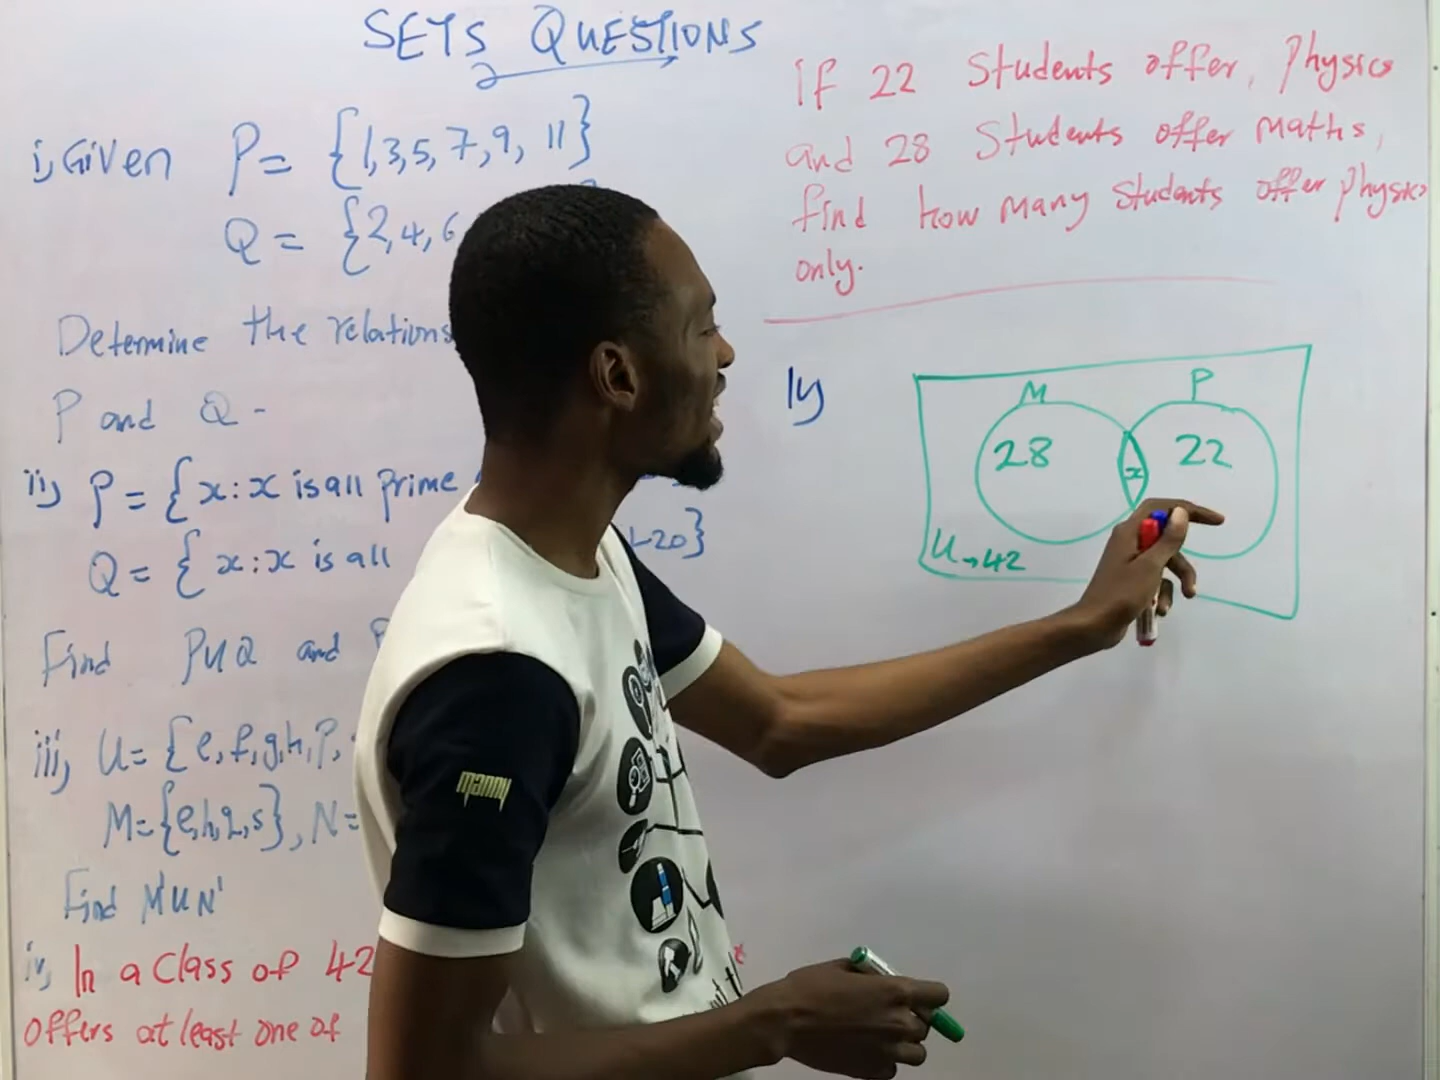 SETS QUESTIONS
i, Given P = {1,3,5,7,9, 11}
Q = {2,4,6
Determine the relations
P and Q -
ii, P = {x:x is all prime
Q = {x:x is all 1-20}
Find PUQ and
iii, U= {e,f,g,h,p,
M={e,h,q,s}, N=
Find M'UN'
iv, In a Class of 42
offers at least one of
If 22 Students offer, Physics
and 28 Students offer maths,
find how many students offer physics
only.
iy
M P
28 x 22
U→42
manny